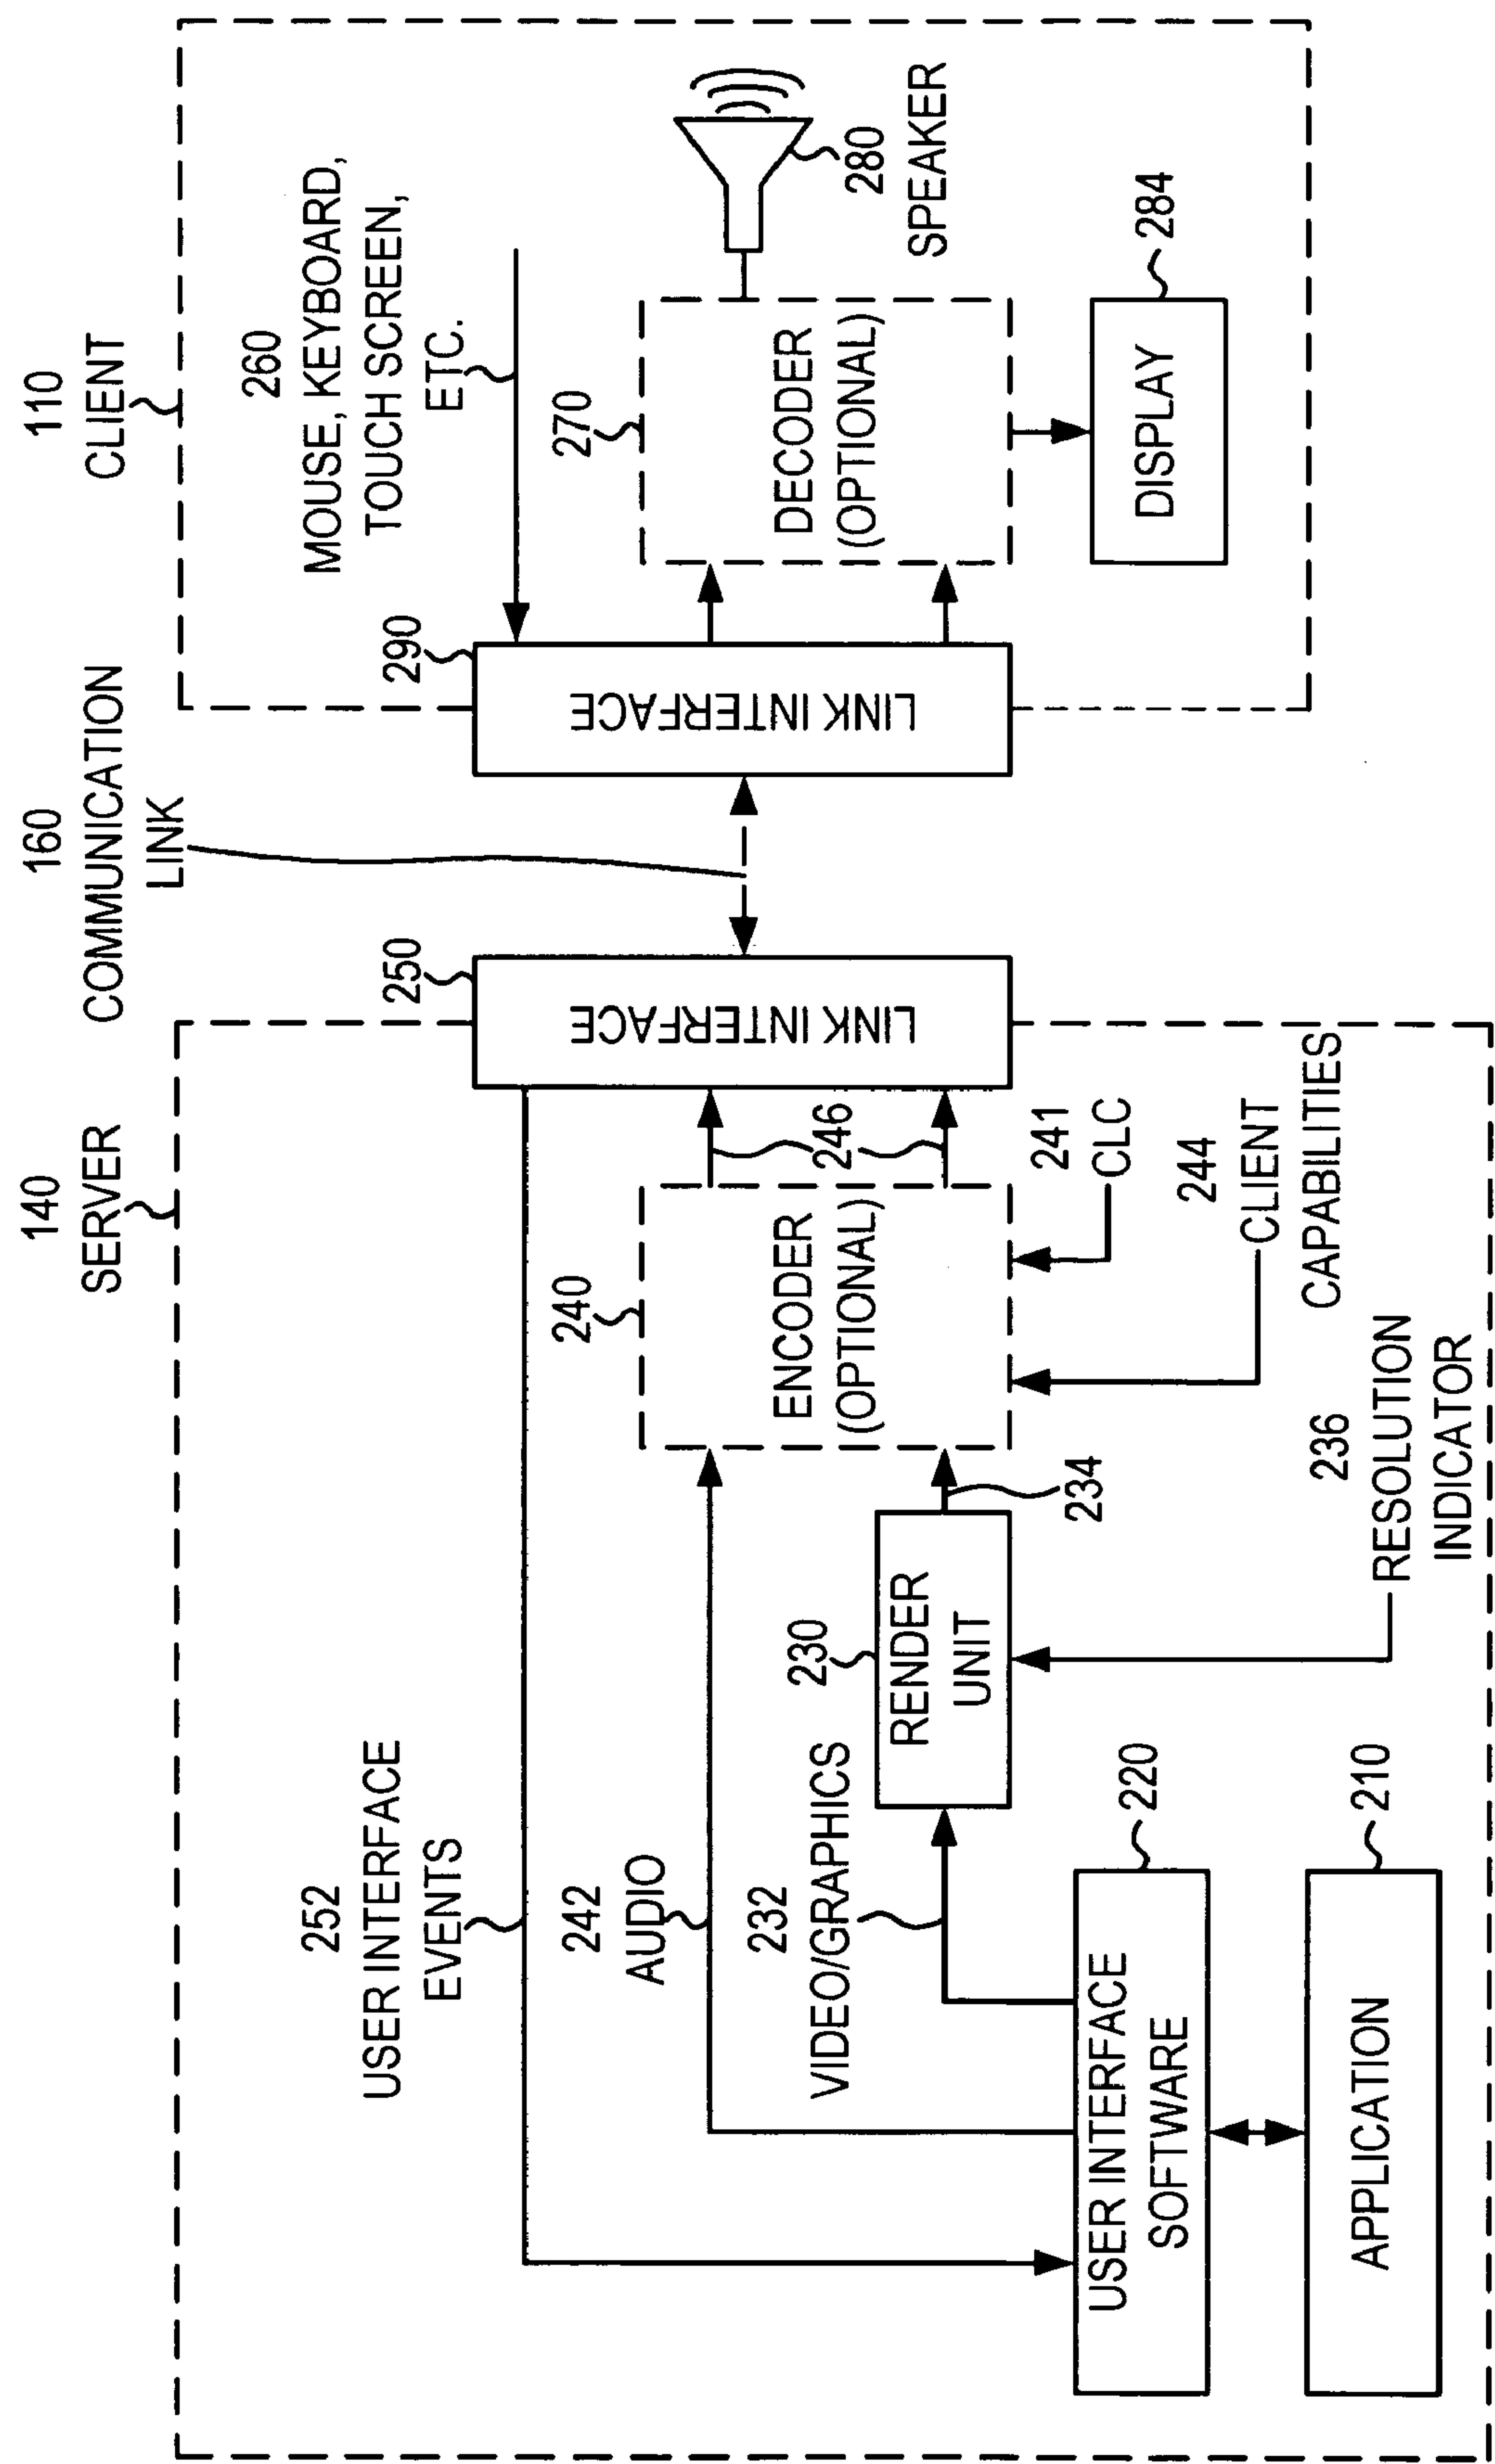 140
SERVER
160
COMMUNICATION
LINK
110
CLIENT
252
USER INTERFACE
EVENTS
242
AUDIO
232
VIDEO/GRAPHICS
230
RENDER
UNIT
234
240
ENCODER
(OPTIONAL)
246
241
CLC
244
CLIENT
CAPABILITIES
236
RESOLUTION
INDICATOR
USER INTERFACE
SOFTWARE
220
APPLICATION
210
250
LINK INTERFACE
290
LINK INTERFACE
260
MOUSE, KEYBOARD,
TOUCH SCREEN,
ETC.
270
DECODER
(OPTIONAL)
280
SPEAKER
DISPLAY
284